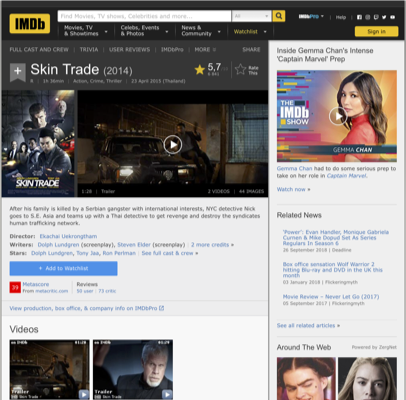 IMDb
Find Movies, TV shows, Celebrities and more...
All
IMDbPro
Help
Movies, TV
& Showtimes
Celebs, Events
& Photos
News &
Community
Watchlist
Sign in
FULL CAST AND CREW | TRIVIA | USER REVIEWS | IMDbPro | MORE
SHARE
Skin Trade (2014)
5,7
Rate
This
R | 1h 36min | Action, Crime, Thriller | 23 April 2015 (Thailand)
SKIN TRADE
1:28 | Trailer
2 VIDEOS | 44 IMAGES
After his family is killed by a Serbian gangster with international interests, NYC detective Nick
goes to S.E. Asia and teams up with a Thai detective to get revenge and destroy the syndicates
human trafficking network.
Director: Ekachai Uekrongtham
Writers: Dolph Lundgren (screenplay), Steven Elder (screenplay) | 2 more credits »
Stars: Dolph Lundgren, Tony Jaa, Ron Perlman | See full cast & crew »
+ Add to Watchlist
39
Metascore
From metacritic.com
Reviews
50 user | 73 critic
View production, box office, & company info on IMDbPro
Videos
01:28
Trailer
Skin Trade
Trailer
Skin Trade
Inside Gemma Chan's Intense
'Captain Marvel' Prep
THE
IMDb
SHOW
GEMMA CHAN
Gemma Chan had to do some serious prep to
take on her role in Captain Marvel.
Watch now »
Related News
'Power': Evan Handler, Monique Gabriela
Curnen & Mike Dopud Set As Series
Regulars In Season 6
26 September 2018 | Deadline
Box office sensation Wolf Warrior 2
hitting Blu-ray and DVD in the UK this
month
03 January 2018 | Flickeringmyth
Movie Review – Never Let Go (2017)
05 September 2017 | Flickeringmyth
See all related articles »
Around The Web
Powered by ZergNet